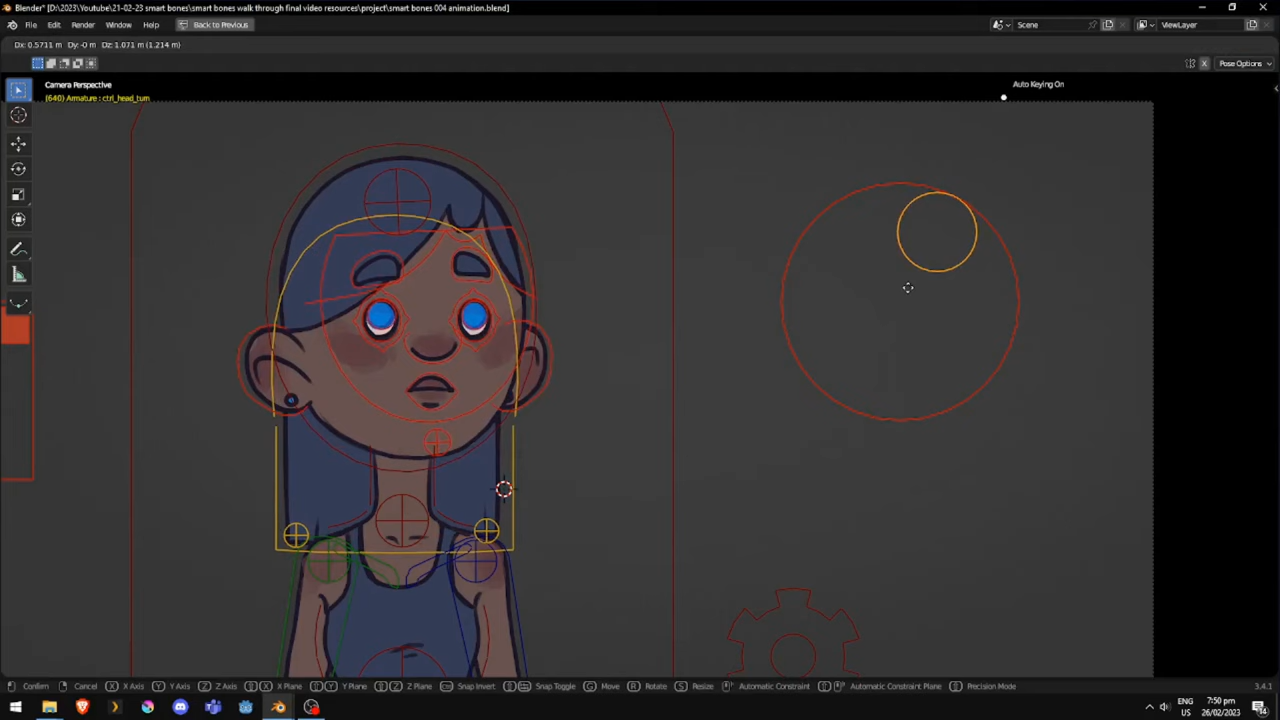 Blender* [D:\2023\Youtube\21-02-23 smart bones\smart bones walk through final video resources\project\smart bones 004 animation.blend]
File Edit Render Window Help Back to Previous Scene ViewLayer
Dx: 0.5711 m Dy: -0 m Dz: 1.071 m (1.214 m)
X Pose Options
Camera Perspective
(640) Armature : ctrl_head_turn
Auto Keying On
Confirm Cancel X X Axis Y Y Axis Z Z Axis X X Plane Y Y Plane Z Z Plane Snap Invert Snap Toggle G Move R Rotate S Resize Automatic Constraint Automatic Constraint Plane Precision Mode 3.4.1
ENG 7:50 pm
US 26/02/2023